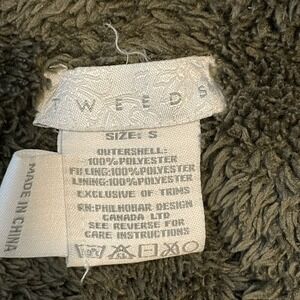 TWEEDS
SIZE: S
OUTERSHELL:
100%POLYESTER
FILLING:100%POLYESTER
LINING:100%POLYESTER
EXCLUSIVE OF TRIMS
RN:PHILHOBAR DESIGN
CANADA LTD
SEE REVERSE FOR
CARE INSTRUCTIONS
MADE IN CHINA